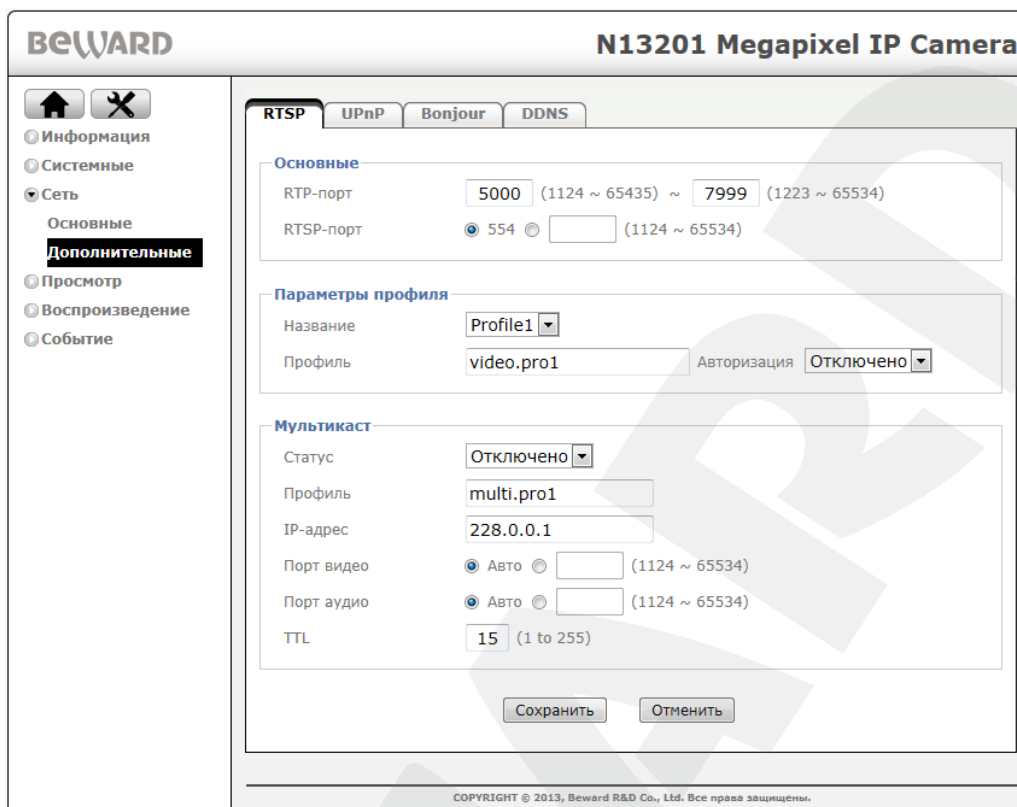 BEWARD
N13201 Megapixel IP Camera
Информация
Системные
Сеть
Основные
Дополнительные
Просмотр
Воспроизведение
Событие
RTSP UPnP Bonjour DDNS
Основные
RTP-порт 5000 (1124 ~ 65435) ~ 7999 (1223 ~ 65534)
RTSP-порт 554 (1124 ~ 65534)
Параметры профиля
Название Profile1
Профиль video.pro1 Авторизация Отключено
Мультикаст
Статус Отключено
Профиль multi.pro1
IP-адрес 228.0.0.1
Порт видео Авто (1124 ~ 65534)
Порт аудио Авто (1124 ~ 65534)
TTL 15 (1 to 255)
Сохранить Отменить
COPYRIGHT © 2013, Beward R&D Co., Ltd. Все права защищены.